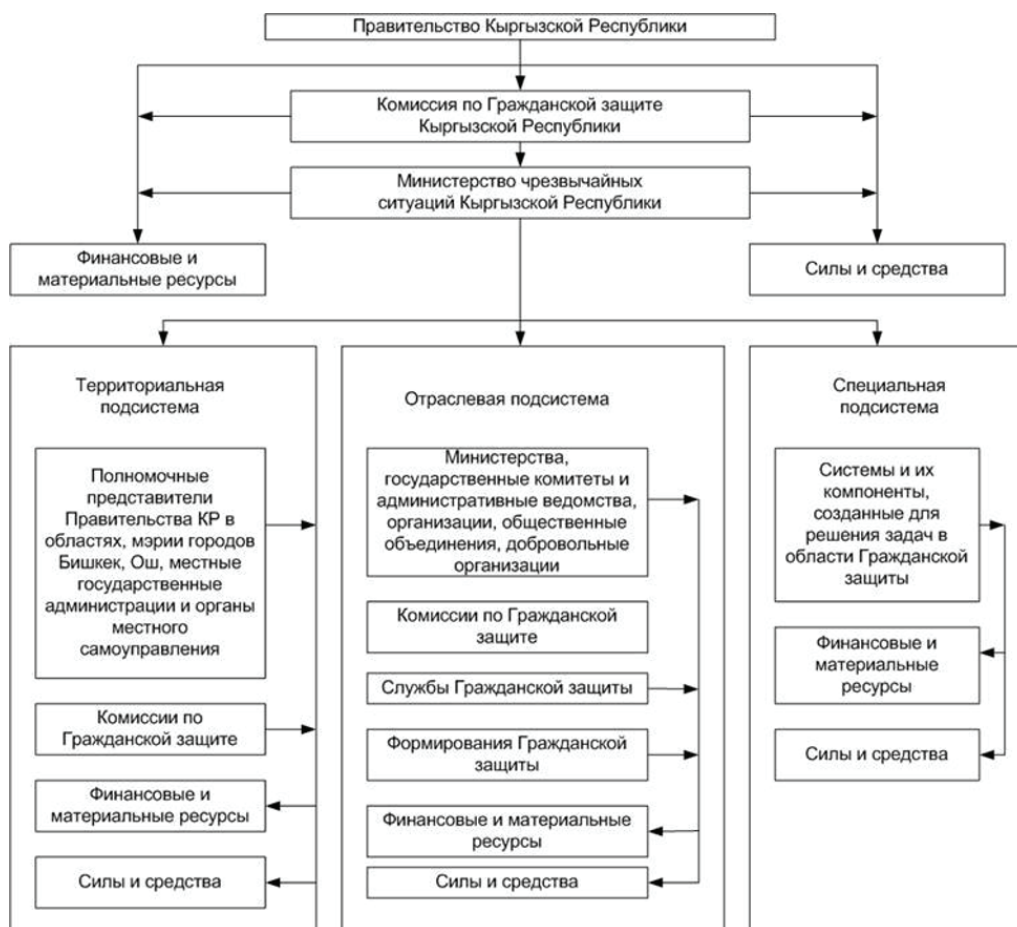 Правительство Кыргызской Республики
Комиссия по Гражданской защите
Кыргызской Республики
Министерство чрезвычайных
ситуаций Кыргызской Республики
Финансовые и
материальные ресурсы
Силы и средства
Территориальная
подсистема
Полномочные
представители
Правительства КР в
областях, мэрии городов
Бишкек, Ош, местные
государственные
администрации и органы
местного
самоуправления
Комиссии по
Гражданской защите
Финансовые и
материальные ресурсы
Силы и средства
Отраслевая подсистема
Министерства,
государственные комитеты и
административные ведомства,
организации, общественные
объединения, добровольные
организации
Комиссии по Гражданской
защите
Службы Гражданской защиты
Формирования Гражданской
защиты
Финансовые и материальные
ресурсы
Силы и средства
Специальная
подсистема
Системы и их
компоненты,
созданные для
решения задач в
области Гражданской
защиты
Финансовые и
материальные
ресурсы
Силы и средства